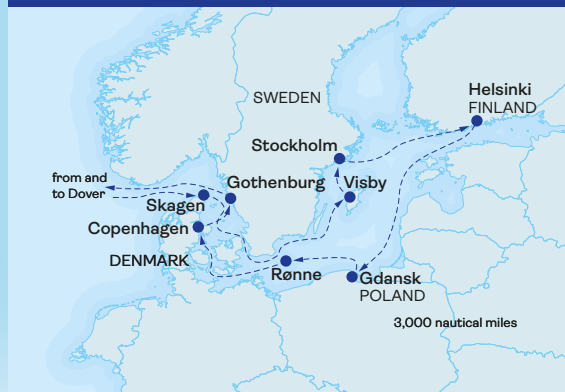 Helsinki
FINLAND
SWEDEN
Stockholm
from and
to Dover
Gothenburg
Visby
Skagen
Copenhagen
DENMARK
Rønne
Gdansk
POLAND
3,000 nautical miles